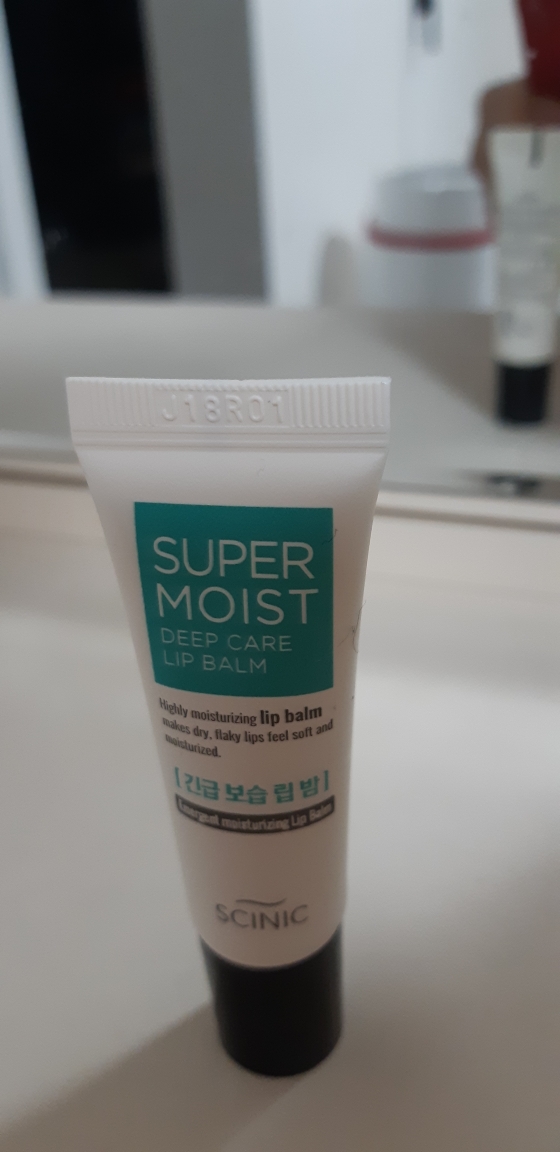 J18R01
SUPER
MOIST
DEEP CARE
LIP BALM
Highly moisturizing lip balm
makes dry, flaky lips feel soft and
moisturized.
[긴급 보습 립 밤]
Emergent moisturizing Lip Balm
SCINIC